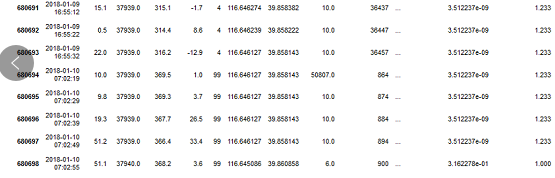 680691 2018-01-09 16:55:12 15.1 37939.0 315.1 -1.7 4 116.646274 39.858382 10.0 36437 ... 3.512237e-09 1.233
680692 2018-01-09 16:55:22 0.5 37939.0 314.4 8.6 4 116.646239 39.858222 10.0 36447 ... 3.512237e-09 1.233
680693 2018-01-09 16:55:32 22.0 37939.0 316.2 -12.9 4 116.646127 39.858143 10.0 36457 ... 3.512237e-09 1.233
680694 2018-01-10 07:02:19 10.0 37939.0 369.5 1.0 99 116.646127 39.858143 50807.0 864 ... 3.512237e-09 1.233
680695 2018-01-10 07:02:29 9.8 37939.0 369.3 3.7 99 116.646127 39.858143 10.0 874 ... 3.512237e-09 1.233
680696 2018-01-10 07:02:39 19.3 37939.0 367.7 26.5 99 116.646127 39.858143 10.0 884 ... 3.512237e-09 1.233
680697 2018-01-10 07:02:49 51.2 37939.0 366.4 33.4 99 116.646127 39.858143 10.0 894 ... 3.512237e-09 1.233
680698 2018-01-10 07:02:55 51.1 37940.0 368.2 3.6 99 116.645086 39.860858 6.0 900 ... 3.162278e-01 1.000